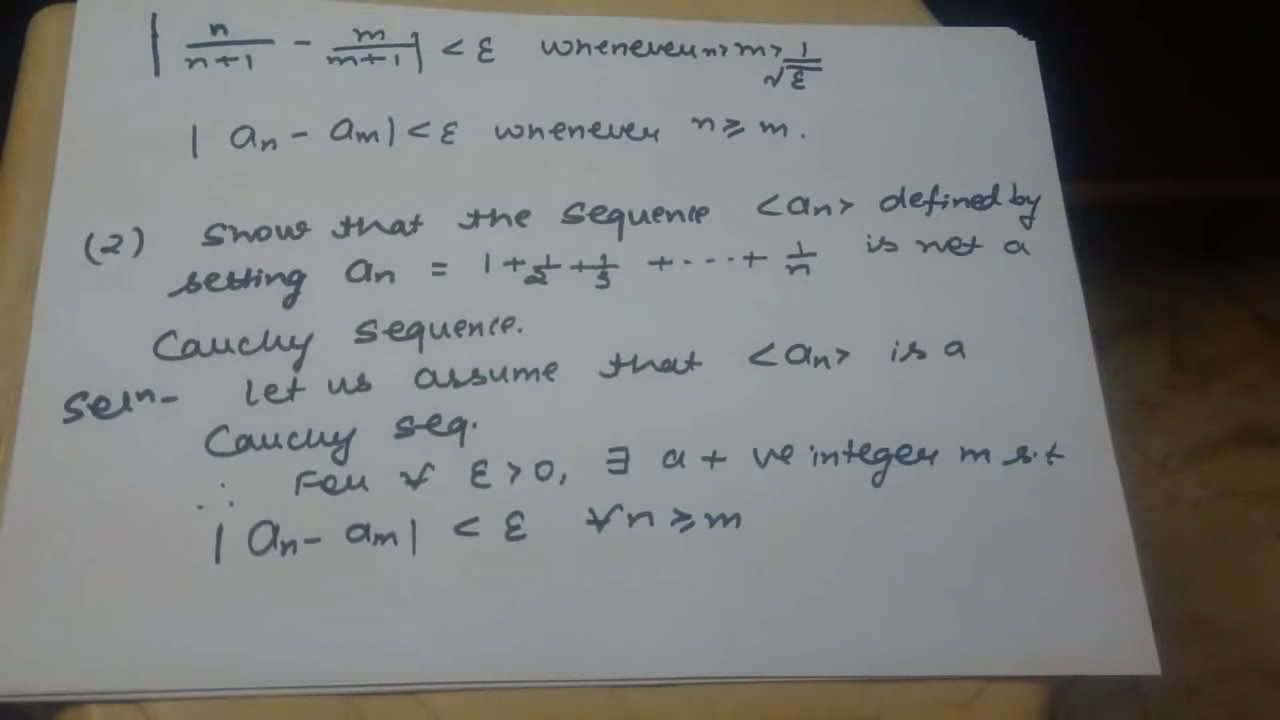 | n/n+1 - m/m+1 | < ε whenever n > m > 1/√ε
| an - am | < ε whenever n ≥ m.
(2) Show that the sequence <an> defined by
setting an = 1 + 1/2 + 1/3 + ··· + 1/n is not a
Cauchy sequence.
Soln- Let us assume that <an> is a
Cauchy seq.
∴ For ∀ ε > 0, ∃ a + ve integer m s.t
| an - am | < ε ∀ n ≥ m